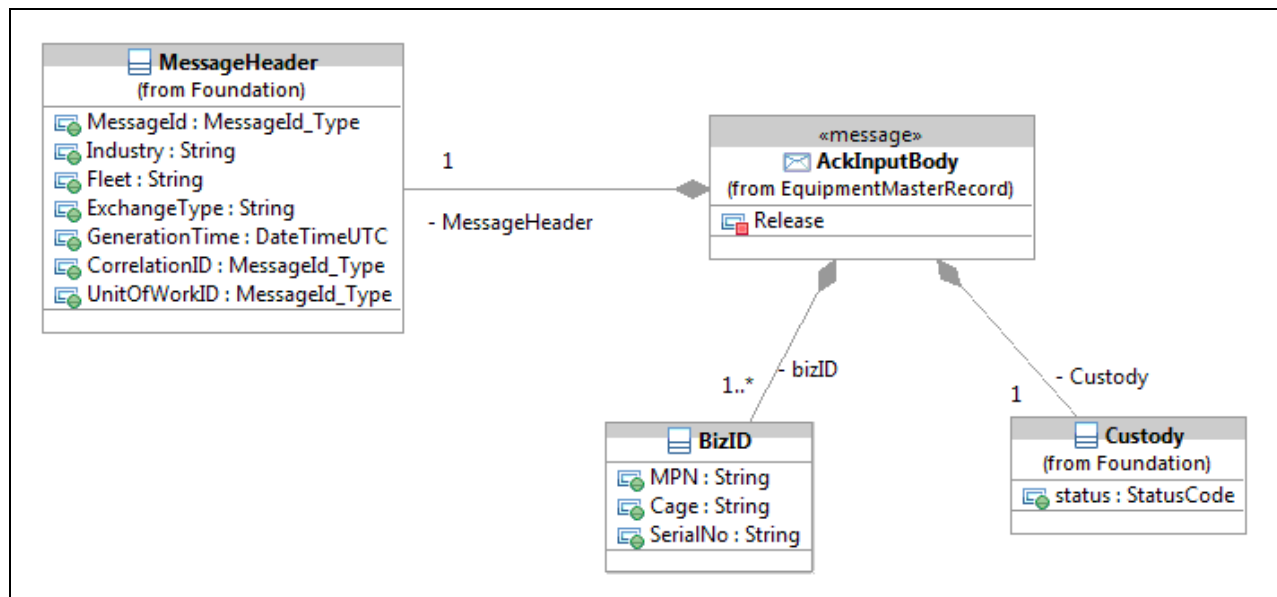 MessageHeader
(from Foundation)
MessageId : MessageId_Type
Industry : String
Fleet : String
ExchangeType : String
GenerationTime : DateTimeUTC
CorrelationID : MessageId_Type
UnitOfWorkID : MessageId_Type
1
- MessageHeader
«message»
AckInputBody
(from EquipmentMasterRecord)
Release
- bizID
1..*
- Custody
1
BizID
MPN : String
Cage : String
SerialNo : String
Custody
(from Foundation)
status : StatusCode